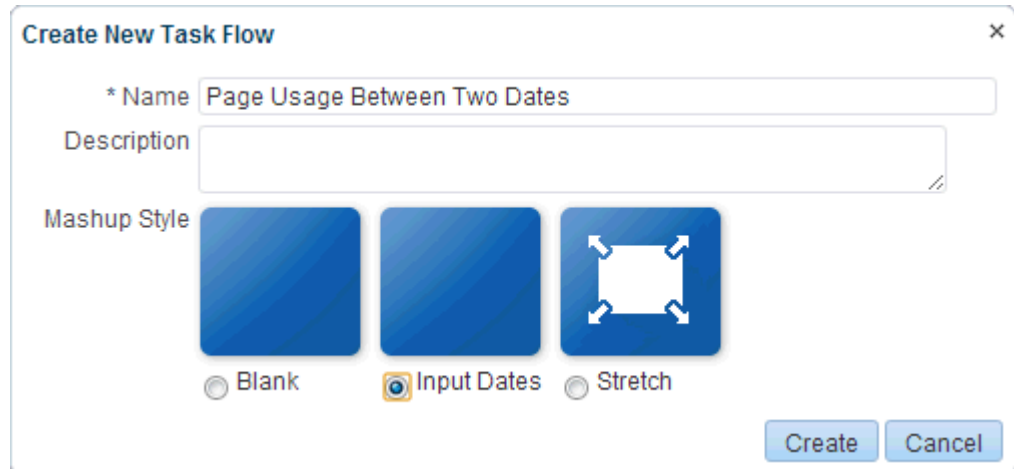 Create New Task Flow ×
* Name Page Usage Between Two Dates
Description
Mashup Style
Blank Input Dates Stretch
Create Cancel